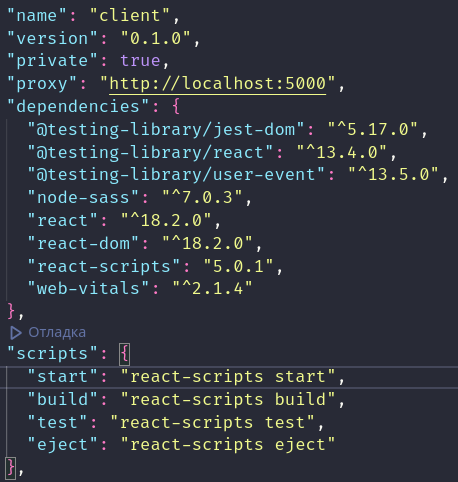 "name": "client",
"version": "0.1.0",
"private": true,
"proxy": "http://localhost:5000",
"dependencies": {
"@testing-library/jest-dom": "^5.17.0",
"@testing-library/react": "^13.4.0",
"@testing-library/user-event": "^13.5.0",
"node-sass": "^7.0.3",
"react": "^18.2.0",
"react-dom": "^18.2.0",
"react-scripts": "5.0.1",
"web-vitals": "^2.1.4"
},
Отладка
"scripts": {
"start": "react-scripts start",
"build": "react-scripts build",
"test": "react-scripts test",
"eject": "react-scripts eject"
},